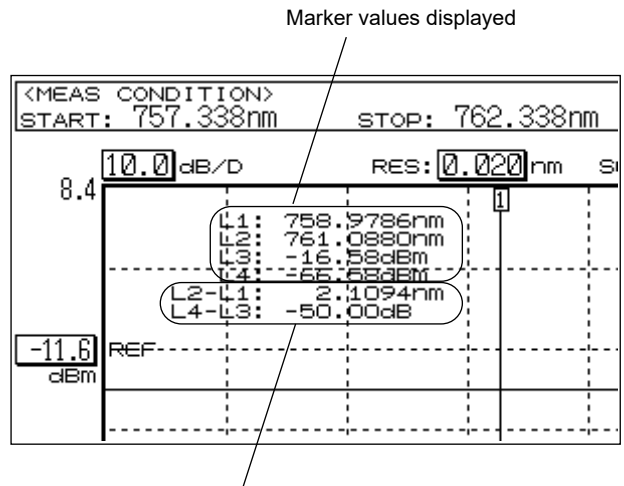 Marker values displayed
<MEAS CONDITION>
START: 757.338nm STOP: 762.338nm
10.0 dB/D RES: 0.020 nm
8.4
1
L1: 758.9786nm
L2: 761.0880nm
L3: -16.58dBm
L4: -66.58dBm
L2-L1: 2.1094nm
L4-L3: -50.00dB
-11.6 REF
dBm